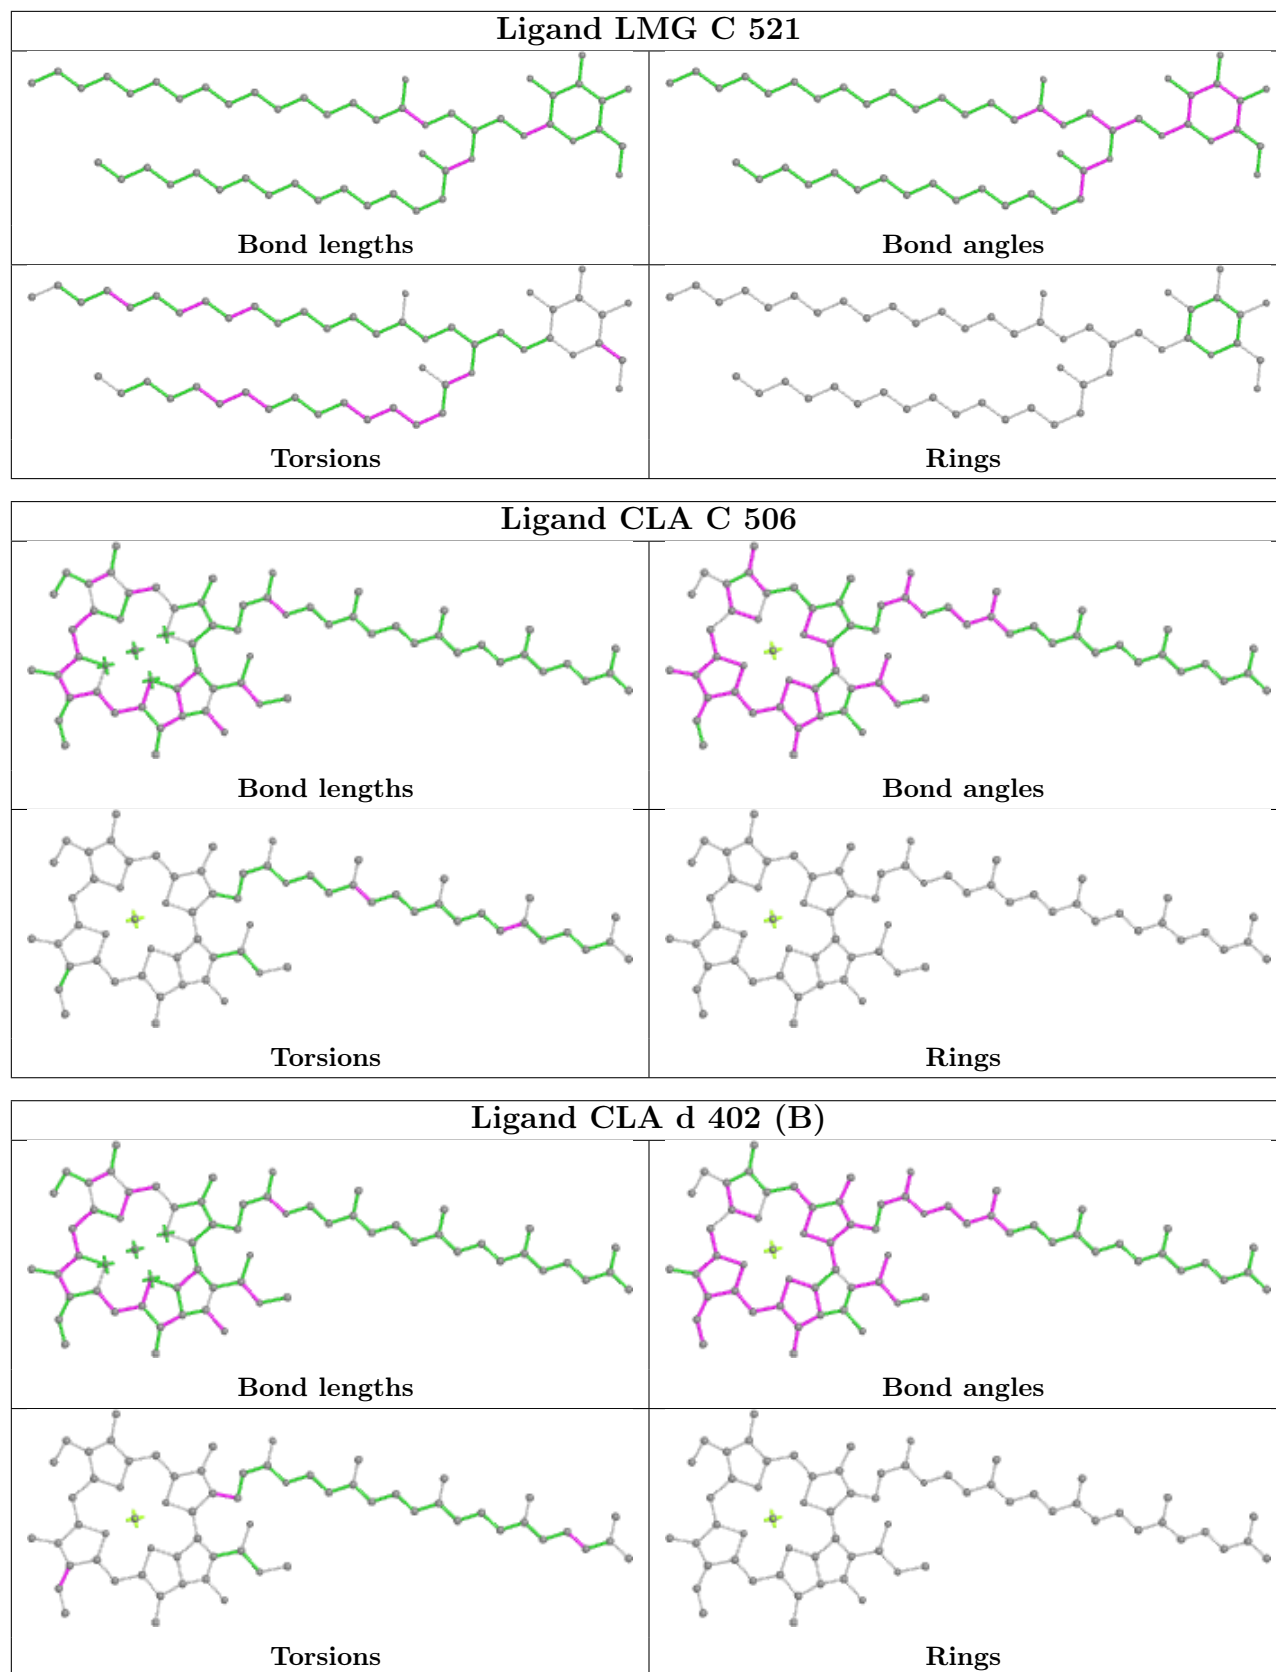 Ligand LMG C 521
Bond lengths
Bond angles
Torsions
Rings
Ligand CLA C 506
Bond lengths
Bond angles
Torsions
Rings
Ligand CLA d 402 (B)
Bond lengths
Bond angles
Torsions
Rings